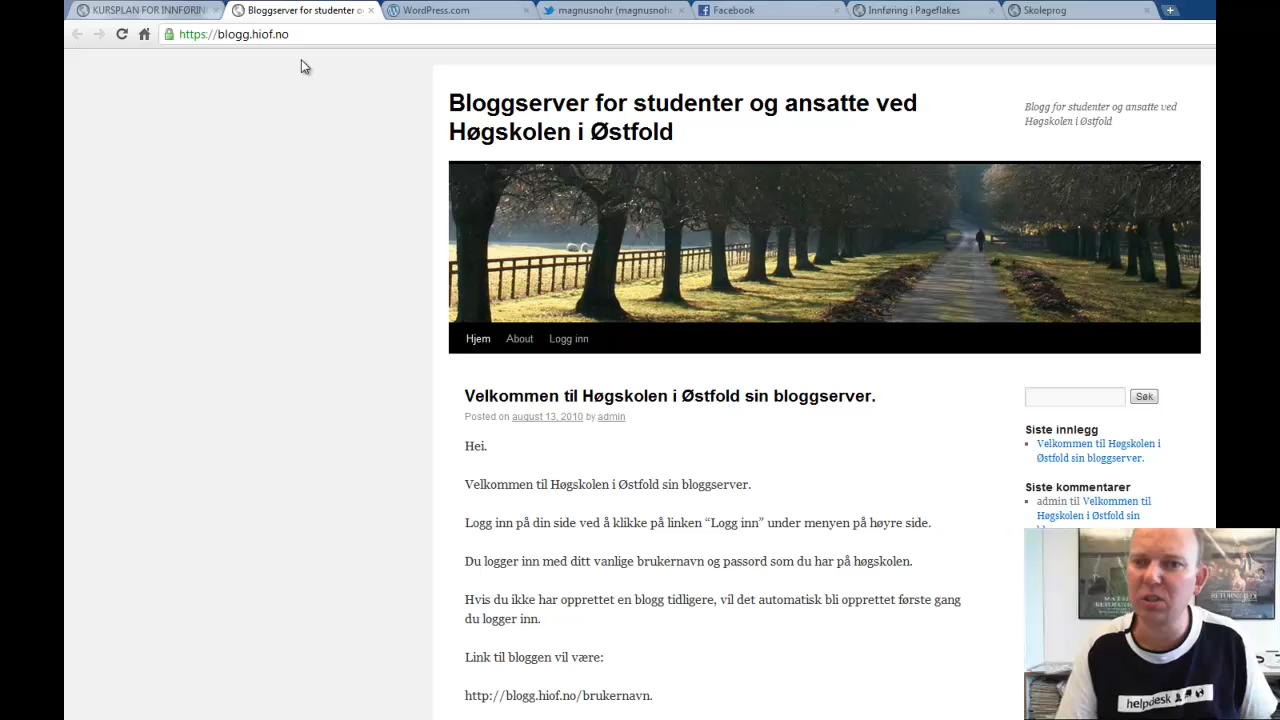 KURSPLAN FOR INNFØRIN
Bloggserver for studenter o
WordPress.com
magnusnohr (magnusnoh
Facebook
Innføring i Pageflakes
Skoleprog
https://blogg.hiof.no
Bloggserver for studenter og ansatte ved
Høgskolen i Østfold
Blogg for studenter og ansatte ved
Høgskolen i Østfold
Hjem About Logg inn
Velkommen til Høgskolen i Østfold sin bloggserver.
Posted on august 13, 2010 by admin
Hei.
Velkommen til Høgskolen i Østfold sin bloggserver.
Logg inn på din side ved å klikke på linken “Logg inn” under menyen på høyre side.
Du logger inn med ditt vanlige brukernavn og passord som du har på høgskolen.
Hvis du ikke har opprettet en blogg tidligere, vil det automatisk bli opprettet første gang
du logger inn.
Link til bloggen vil være:
http://blogg.hiof.no/brukernavn.
Søk
Siste innlegg
Velkommen til Høgskolen i
Østfold sin bloggserver.
Siste kommentarer
admin til Velkommen til
Høgskolen i Østfold sin
helpdesk